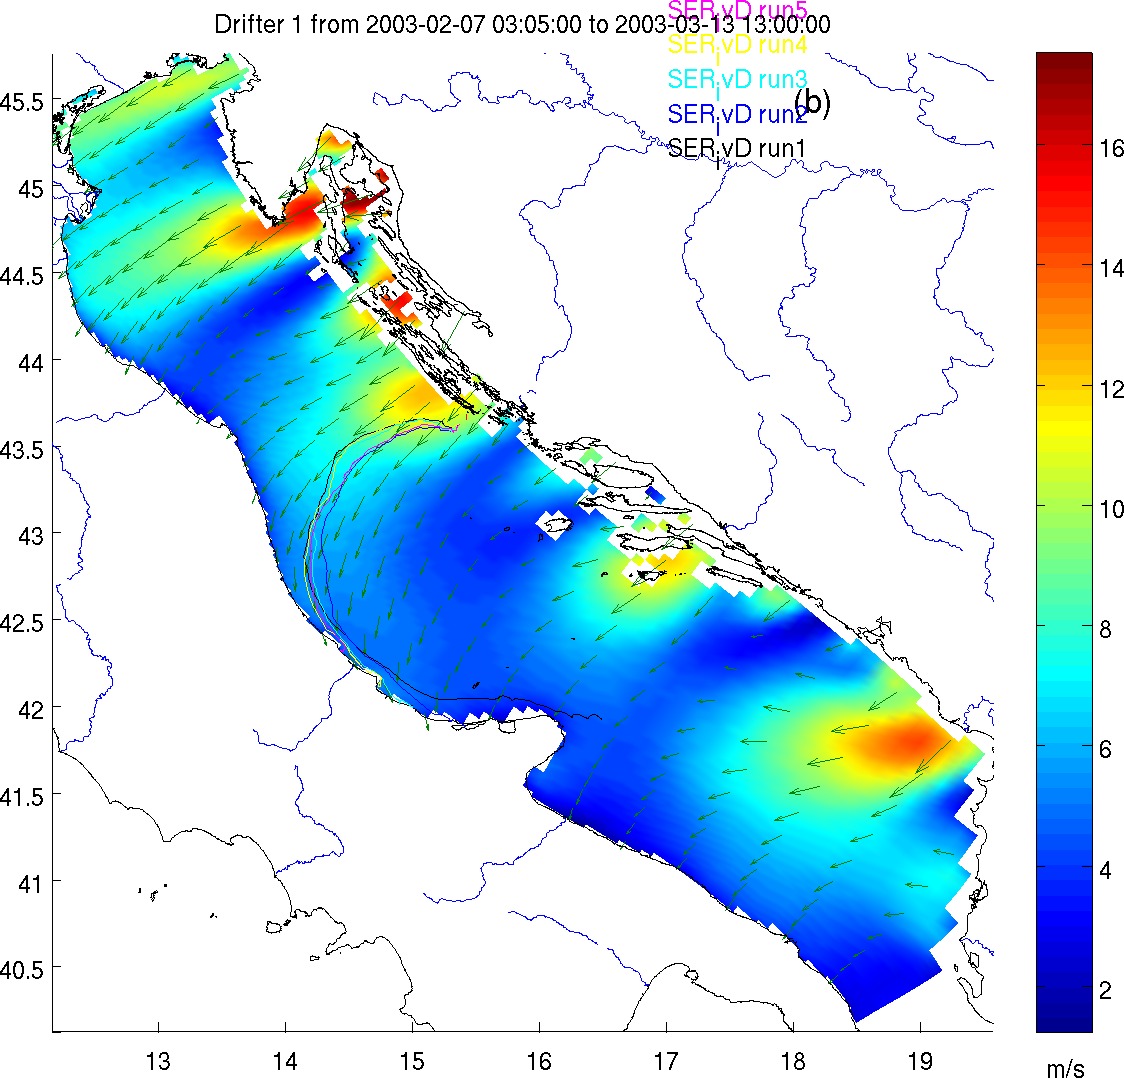 SER_ivD run5
Drifter 1 from 2003-02-07 03:05:00 to 2003-03-13 13:00:00
SER_ivD run4
SER_ivD run3
(b)
SER_ivD run2
SER_ivD run1
45.5
45
44.5
44
43.5
43
42.5
42
41.5
41
40.5
13 14 15 16 17 18 19
16
14
12
10
8
6
4
2
m/s